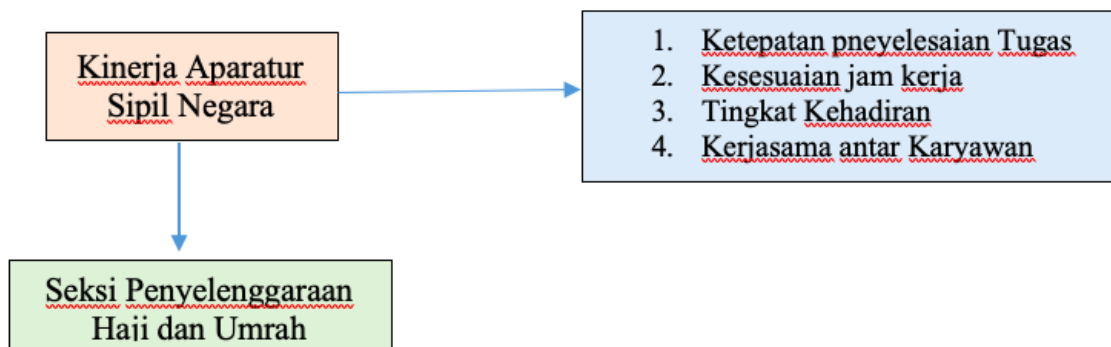 Kinerja Aparatur
Sipil Negara
1. Ketepatan pneyelesaian Tugas
2. Kesesuaian jam kerja
3. Tingkat Kehadiran
4. Kerjasama antar Karyawan
Seksi Penyelenggaraan
Haji dan Umrah